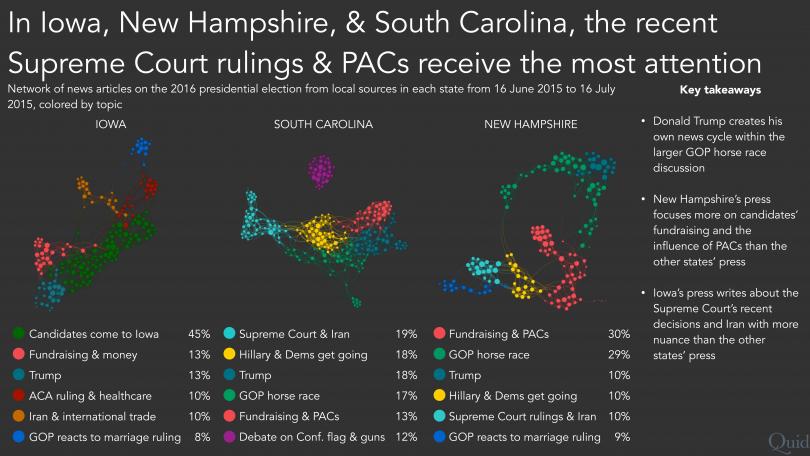 In Iowa, New Hampshire, & South Carolina, the recent
Supreme Court rulings & PACs receive the most attention
Network of news articles on the 2016 presidential election from local sources in each state from 16 June 2015 to 16 July
2015, colored by topic
IOWA
Candidates come to Iowa 45%
Fundraising & money 13%
Trump 13%
ACA ruling & healthcare 10%
Iran & international trade 10%
GOP reacts to marriage ruling 8%
SOUTH CAROLINA
Supreme Court & Iran 19%
Hillary & Dems get going 18%
Trump 18%
GOP horse race 17%
Fundraising & PACs 13%
Debate on Conf. flag & guns 12%
NEW HAMPSHIRE
Fundraising & PACs 30%
GOP horse race 29%
Trump 10%
Hillary & Dems get going 10%
Supreme Court rulings & Iran 10%
GOP reacts to marriage ruling 9%
Key takeaways
• Donald Trump creates his
own news cycle within the
larger GOP horse race
discussion
• New Hampshire's press
focuses more on candidates'
fundraising and the
influence of PACs than the
other states' press
• Iowa's press writes about the
Supreme Court's recent
decisions and Iran with more
nuance than the other
states' press
Quid